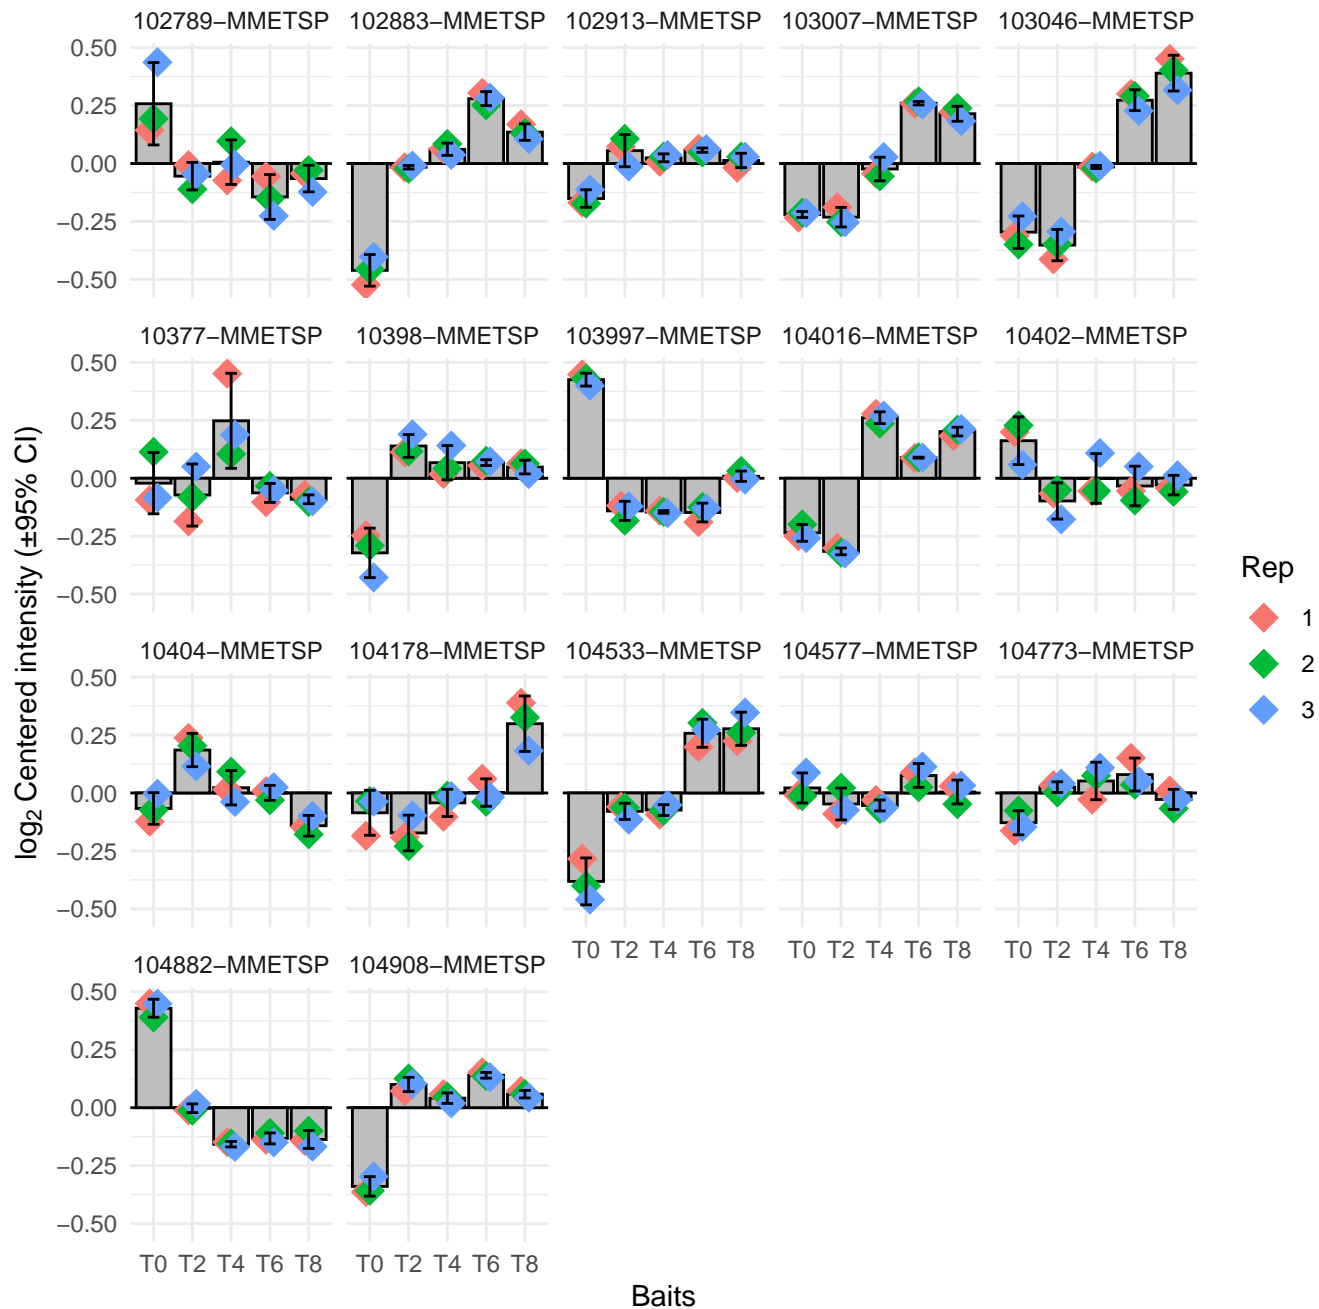 102789−MMETSP 102883−MMETSP 102913−MMETSP 103007−MMETSP 103046−MMETSP
0.50
0.25
0.00
−0.25
−0.50
10377−MMETSP 10398−MMETSP 103997−MMETSP 104016−MMETSP 10402−MMETSP
0.50
0.25
0.00
−0.25
−0.50
10404−MMETSP 104178−MMETSP 104533−MMETSP 104577−MMETSP 104773−MMETSP
0.50
0.25
0.00
−0.25
−0.50
T0 T2 T4 T6 T8 T0 T2 T4 T6 T8 T0 T2 T4 T6 T8
104882−MMETSP 104908−MMETSP
0.50
0.25
0.00
−0.25
−0.50
T0 T2 T4 T6 T8 T0 T2 T4 T6 T8
Baits
log₂ Centered intensity (±95% CI)
Rep
1
2
3